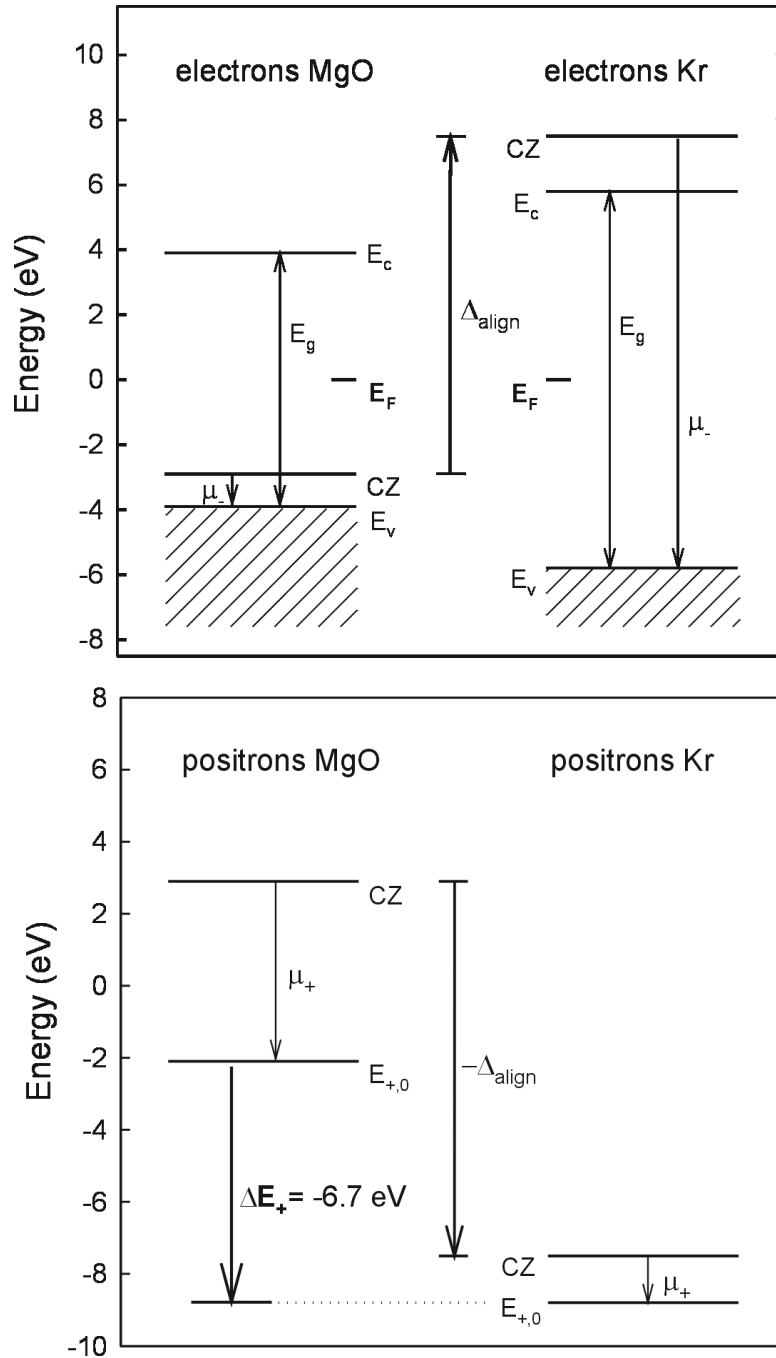 10
electrons MgO electrons Kr
8
CZ
6
E_c
4
E_c
Δ_align
2
E_g E_g
Energy (eV)
0
E_F E_F
-2
μ_-
CZ
μ_-
-4
E_v
-6
E_v
-8
8
positrons MgO positrons Kr
6
4
CZ
2
0
μ_+
Energy (eV)
-2
E_+,0
−Δ_align
-4
-6
ΔE_+= -6.7 eV
-8
CZ
μ_+
E_+,0
-10